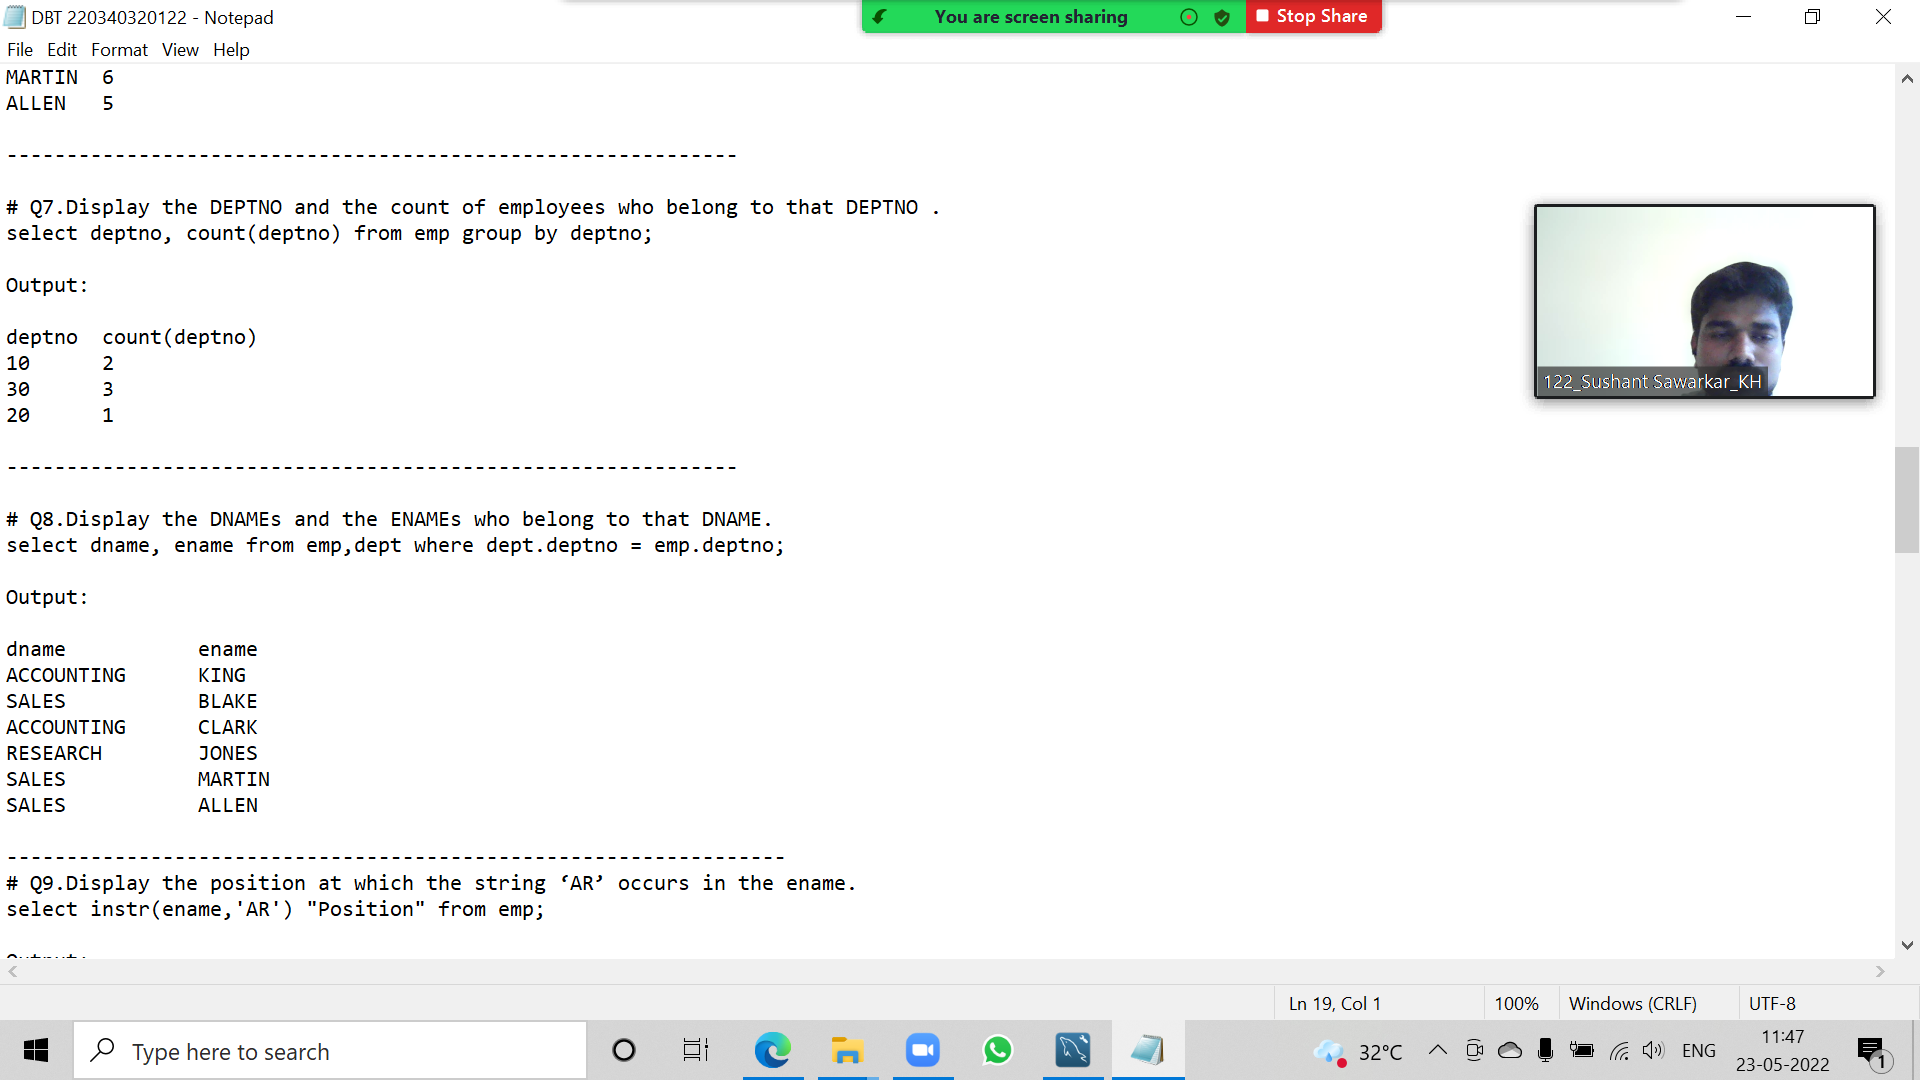 DBT 220340320122 - Notepad
You are screen sharing
Stop Share
File Edit Format View Help
MARTIN 6
ALLEN 5
-------------------------------------------------------------
# Q7.Display the DEPTNO and the count of employees who belong to that DEPTNO .
select deptno, count(deptno) from emp group by deptno;
Output:
deptno count(deptno)
10 2
30 3
20 1
-------------------------------------------------------------
# Q8.Display the DNAMEs and the ENAMEs who belong to that DNAME.
select dname, ename from emp,dept where dept.deptno = emp.deptno;
Output:
dname ename
ACCOUNTING KING
SALES BLAKE
ACCOUNTING CLARK
RESEARCH JONES
SALES MARTIN
SALES ALLEN
-----------------------------------------------------------------
# Q9.Display the position at which the string ‘AR’ occurs in the ename.
select instr(ename,'AR') "Position" from emp;
122_Sushant Sawarkar_KH
Ln 19, Col 1
100%
Windows (CRLF)
UTF-8
Type here to search
32°C
ENG
11:47
23-05-2022
1